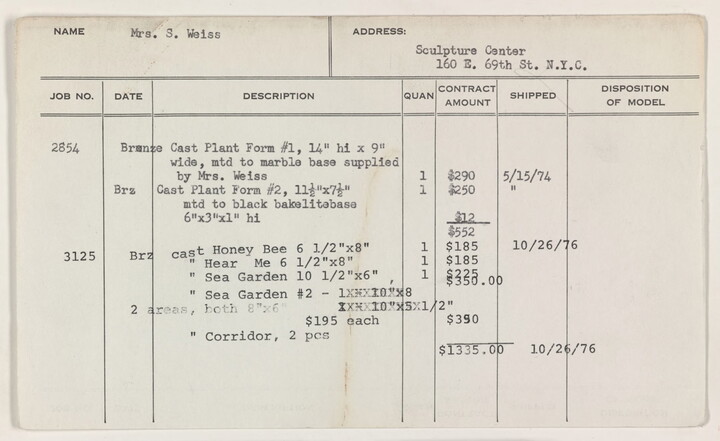 NAME Mrs. S. Weiss ADDRESS:
Sculpture Center
160 E. 69th St. N.Y.C.
JOB NO. DATE DESCRIPTION QUAN CONTRACT AMOUNT SHIPPED DISPOSITION OF MODEL
2854 Bronze Cast Plant Form #1, 14" hi x 9"
wide, mtd to marble base supplied
by Mrs. Weiss 1 $290 5/15/74
Brz Cast Plant Form #2, 11½"x7½" 1 $250 "
mtd to black bakelitebase
6"x3"x1" hi $12
$552
3125 Brz cast Honey Bee 6 1/2"x8" 1 $185 10/26/76
" Hear Me 6 1/2"x8" 1 $185
" Sea Garden 10 1/2"x6" , 1 $225
$350.00
" Sea Garden #2 - 10"x8
2 areas, both 8"x6" 10"x5x1/2"
$195 each $390
" Corridor, 2 pcs
$1335.00 10/26/76